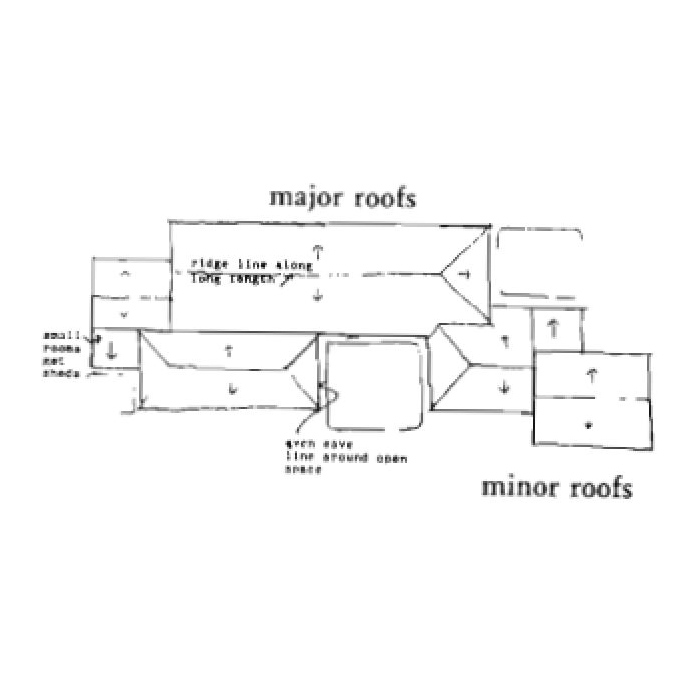 major roofs
ridge line along
long length
small
rooms
get
sheds
arch eave
line around open
space
minor roofs